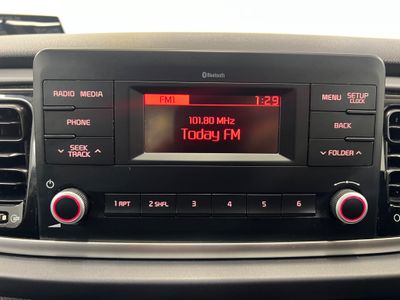 Bluetooth
RADIO MEDIA
PHONE
SEEK
TRACK
FM1 1:29
101.80 MHz
Today FM
MENU SETUP
CLOCK
BACK
FOLDER
1 RPT 2 SHFL 3 4 5 6